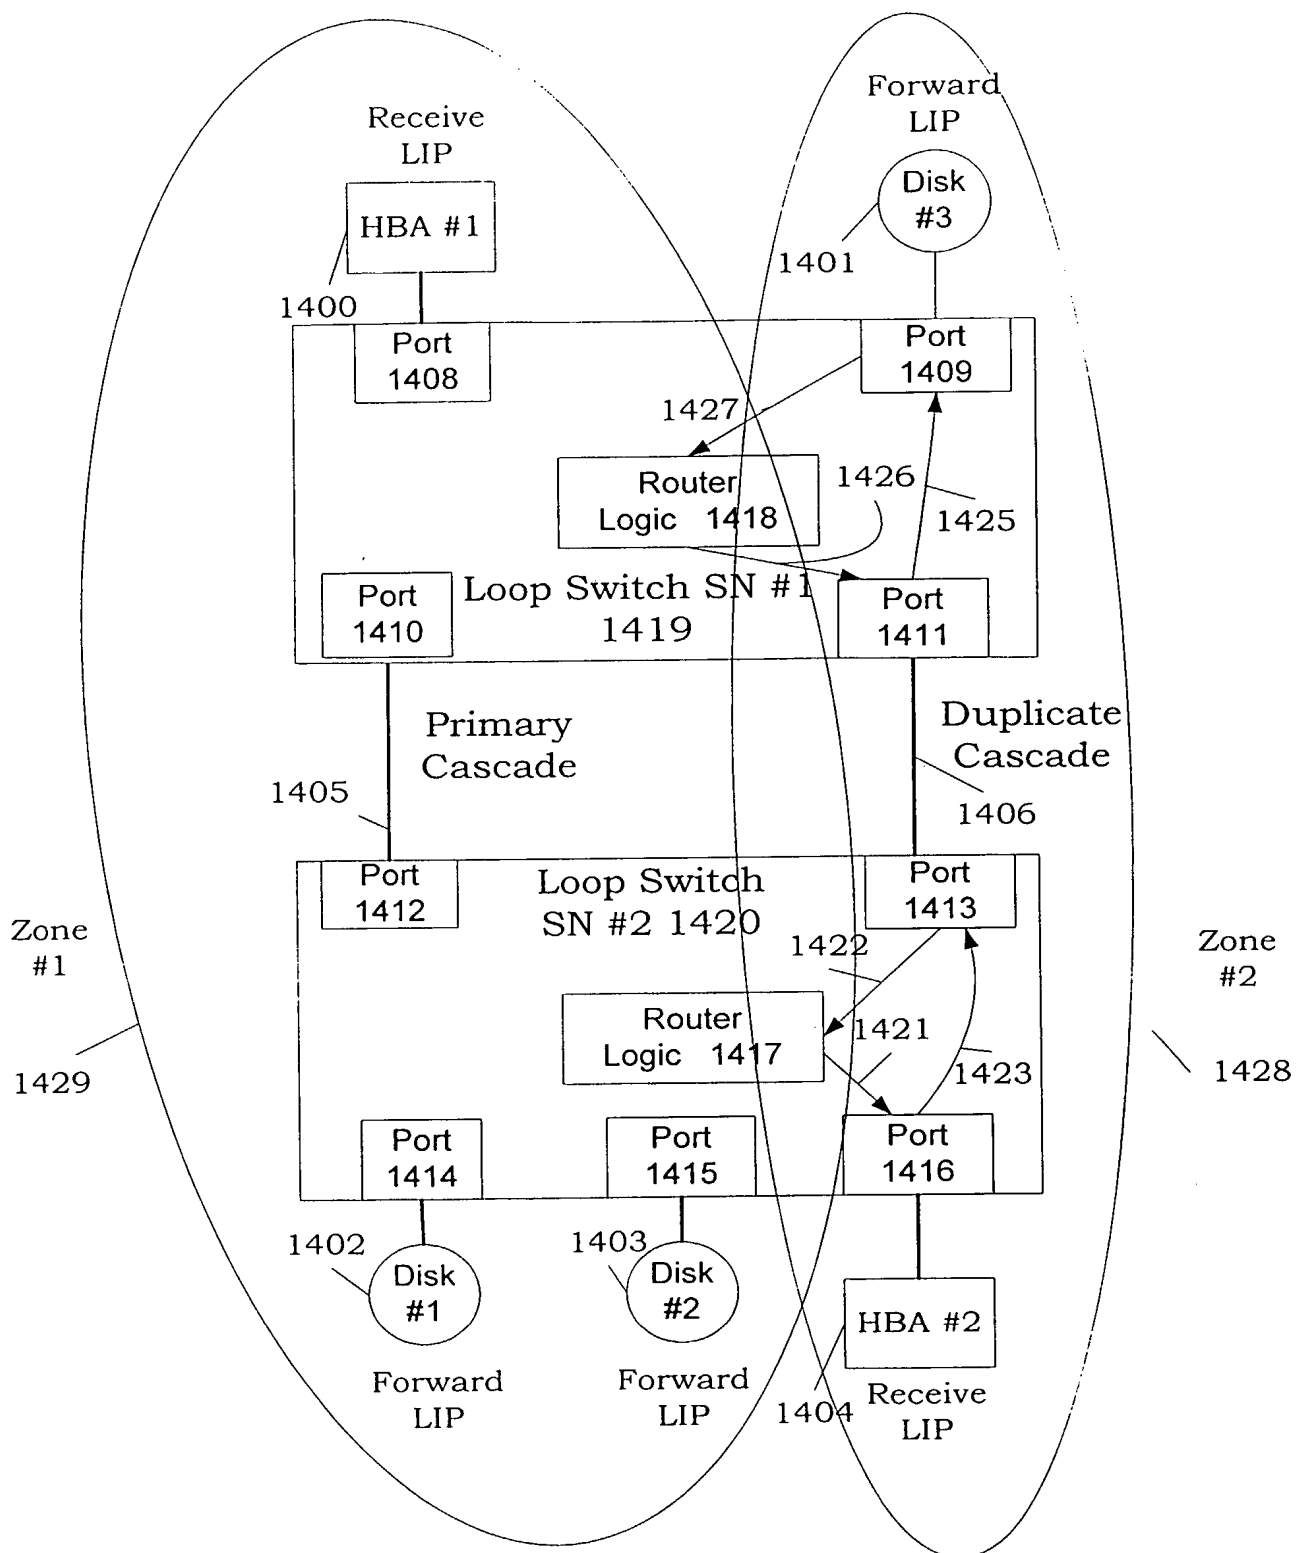 Forward
LIP
Receive
LIP
Disk
#3
HBA #1
1401
1400
Port
1408
Port
1409
1427
1426
Router
Logic 1418
1425
Loop Switch SN #1
1419
Port
1410
Port
1411
Primary
Cascade
Duplicate
Cascade
1405
1406
Port
1412
Loop Switch
SN #2 1420
Port
1413
Zone
#1
1422
Zone
#2
Router
Logic 1417
1421
1423
1429
1428
Port
1414
Port
1415
Port
1416
1402
1403
Disk
#1
Disk
#2
HBA #2
Forward
LIP
Forward
LIP
1404
Receive
LIP